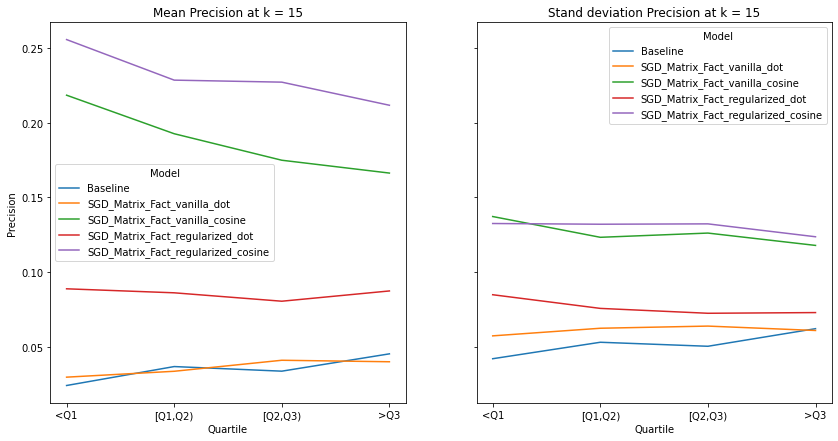 Mean Precision at k = 15
Precision
0.25
0.20
0.15
0.10
0.05
Model
Baseline
SGD_Matrix_Fact_vanilla_dot
SGD_Matrix_Fact_vanilla_cosine
SGD_Matrix_Fact_regularized_dot
SGD_Matrix_Fact_regularized_cosine
<Q1 [Q1,Q2) [Q2,Q3) >Q3
Quartile
Stand deviation Precision at k = 15
Model
Baseline
SGD_Matrix_Fact_vanilla_dot
SGD_Matrix_Fact_vanilla_cosine
SGD_Matrix_Fact_regularized_dot
SGD_Matrix_Fact_regularized_cosine
<Q1 [Q1,Q2) [Q2,Q3) >Q3
Quartile